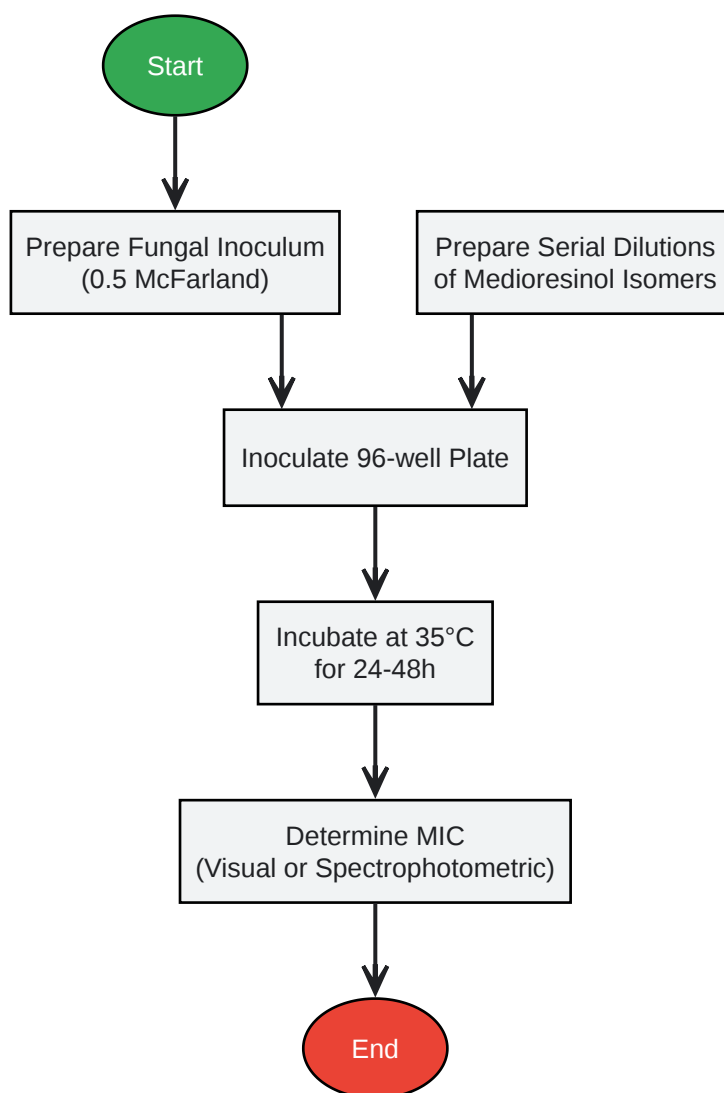 Start
Prepare Fungal Inoculum
(0.5 McFarland)
Prepare Serial Dilutions
of Medioresinol Isomers
Inoculate 96-well Plate
Incubate at 35°C
for 24-48h
Determine MIC
(Visual or Spectrophotometric)
End